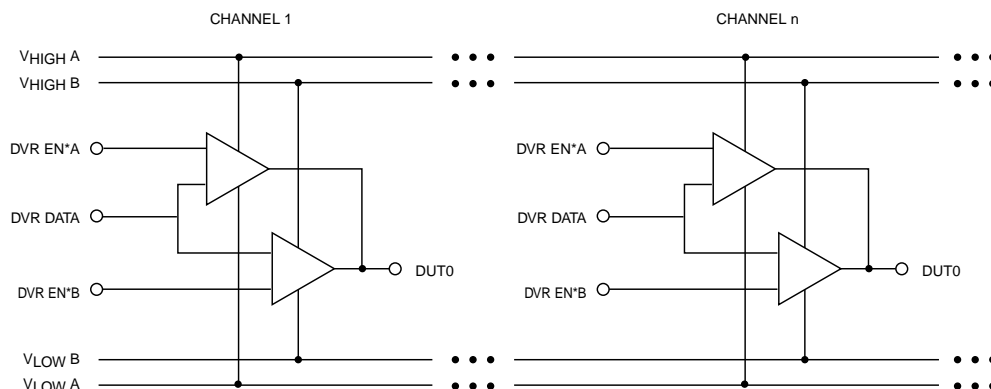 CHANNEL 1
CHANNEL n
VHIGH A
VHIGH B
DVR EN*A
DVR EN*A
DVR DATA
DVR DATA
DUT0
DUT0
DVR EN*B
DVR EN*B
VLOW B
VLOW A